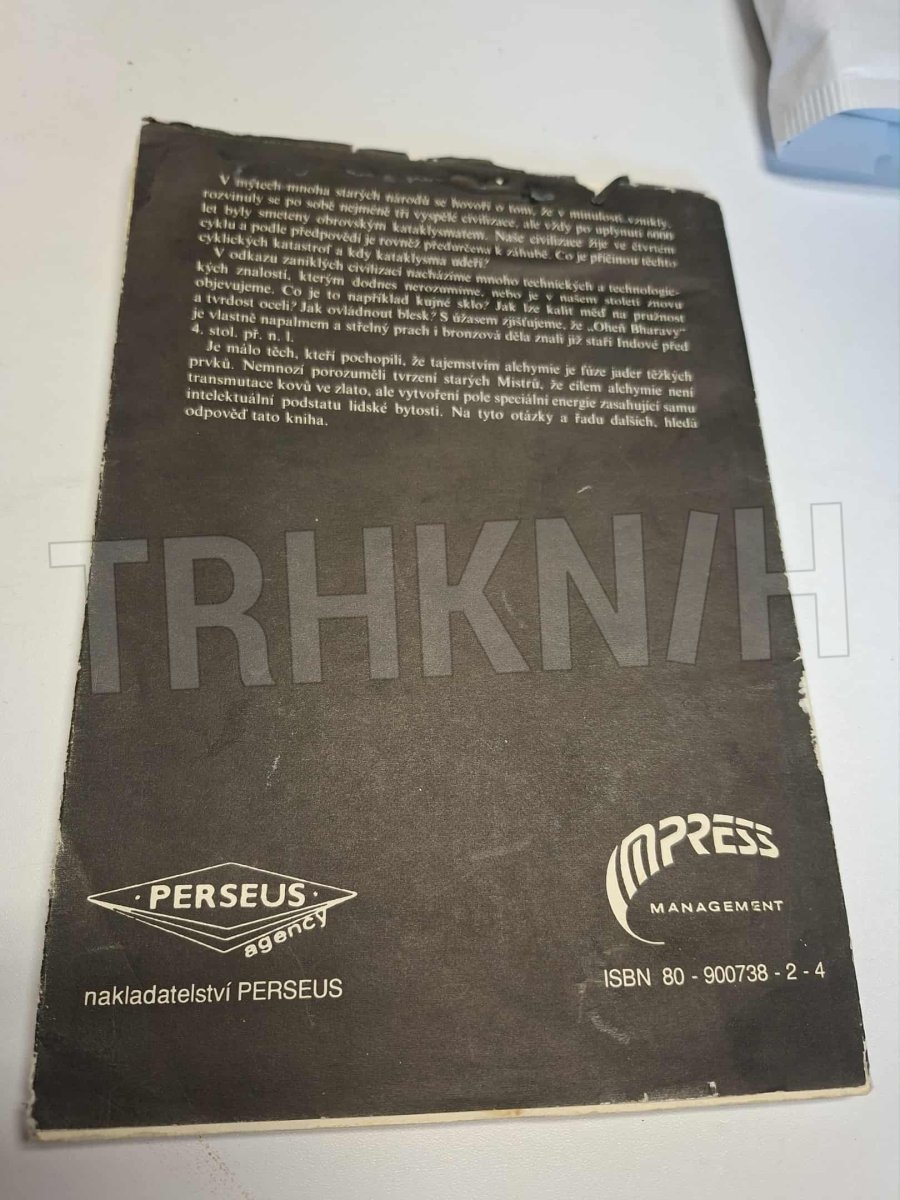 V mýtech mnoha starých národů se hovoří o tom, že v minulosti vznikly,
rozvinuly se po sobě nejméně tři vyspělé civilizace, ale vždy po uplynutí
let byly smeteny obrovským kataklysmatem. Naše civilizace žije ve čtvrtém
cyklu a podle předpovědí je rovněž předurčena k záhubě. Co je příčinou těchto
cyklických katastrof a kdy kataklysma udeří?
V odkazu zaniklých civilizací nacházíme mnoho technických a technologic-
kých znalostí, kterým dodnes nerozumíme, nebo je v našem století znovu
objevujeme. Co je to například kujné sklo? Jak lze kalit měď na pružnost
a tvrdost oceli? Jak ovládnout blesk? S úžasem zjišťujeme, že „Oheň Bharavy"
je vlastně napalmem a střelný prach i bronzová děla znali již staří Indové před
4. stol. př. n. l.
Je málo těch, kteří pochopili, že tajemstvím alchymie je fúze jader těžkých
prvků. Nemnozí porozuměli tvrzení starých Mistrů, že cílem alchymie není
transmutace kovů ve zlato, ale vytvoření pole speciální energie zasahující samu
intelektuální podstatu lidské bytosti. Na tyto otázky a řadu dalších, hledá
odpověď tato kniha.
TRHKN/H
· PERSEUS ·
agency
nakladatelství PERSEUS
IMPRESS
MANAGEMENT
ISBN 80 - 900738 - 2 - 4